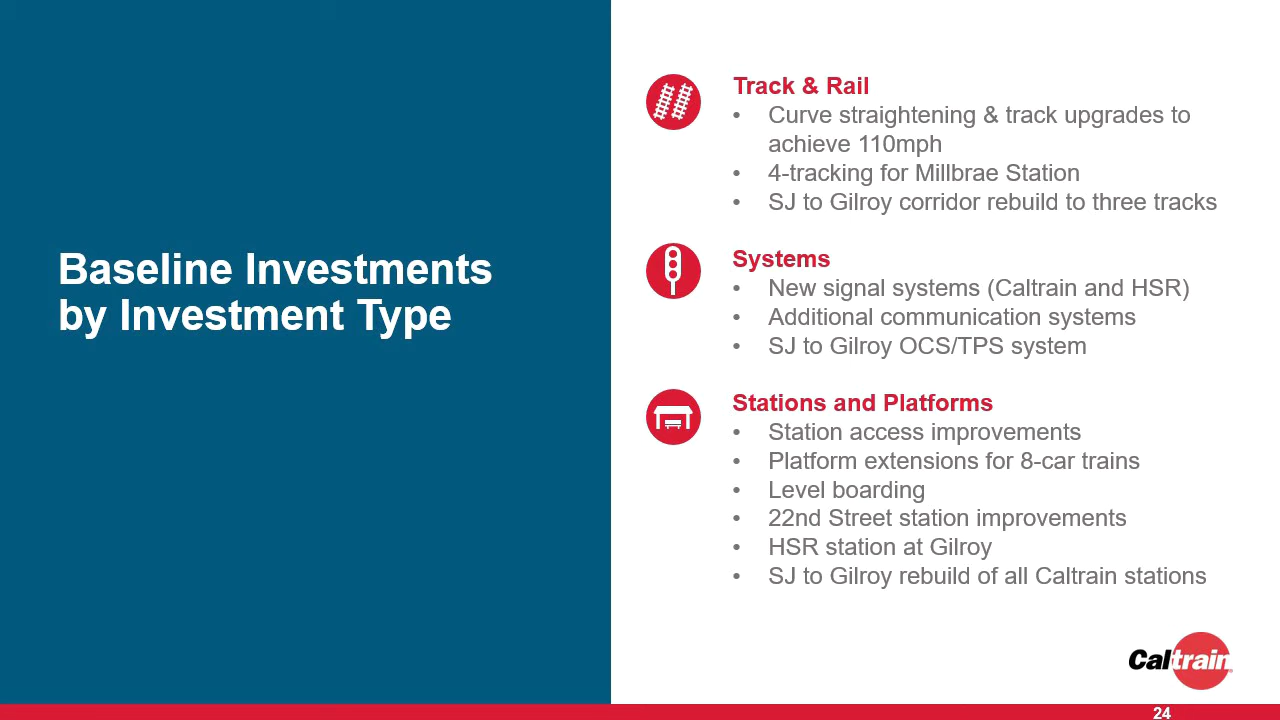 Baseline Investments
by Investment Type
Track & Rail
• Curve straightening & track upgrades to
achieve 110mph
• 4-tracking for Millbrae Station
• SJ to Gilroy corridor rebuild to three tracks
Systems
• New signal systems (Caltrain and HSR)
• Additional communication systems
• SJ to Gilroy OCS/TPS system
Stations and Platforms
• Station access improvements
• Platform extensions for 8-car trains
• Level boarding
• 22nd Street station improvements
• HSR station at Gilroy
• SJ to Gilroy rebuild of all Caltrain stations
Caltrain
24